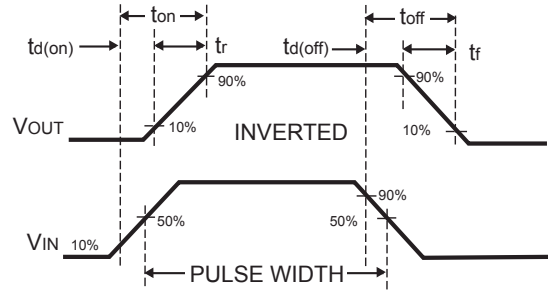 ton toff
td(on) tr td(off) tf
90% 90%
VOUT 10% INVERTED 10%
90%
50% 50%
VIN 10%
PULSE WIDTH